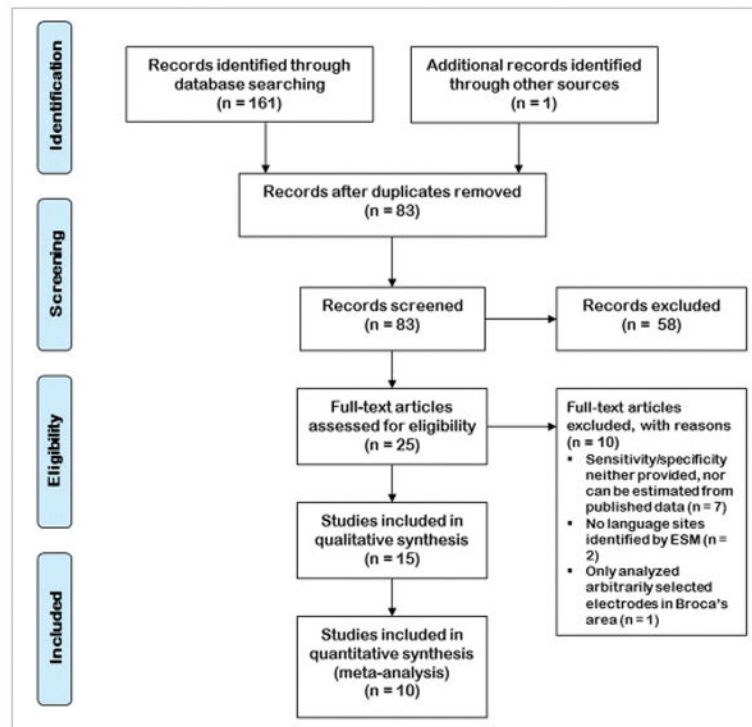 Identification
Records identified through
database searching
(n = 161)
Additional records identified
through other sources
(n = 1)
Records after duplicates removed
(n = 83)
Screening
Records screened
(n = 83)
Records excluded
(n = 58)
Eligibility
Full-text articles
assessed for eligibility
(n = 25)
Full-text articles
excluded, with reasons
(n = 10)
▪ Sensitivity/specificity
neither provided, nor
can be estimated from
published data (n = 7)
▪ No language sites
identified by ESM (n =
2)
▪ Only analyzed
arbitrarily selected
electrodes in Broca's
area (n = 1)
Studies included in
qualitative synthesis
(n = 15)
Included
Studies included in
quantitative synthesis
(meta-analysis)
(n = 10)